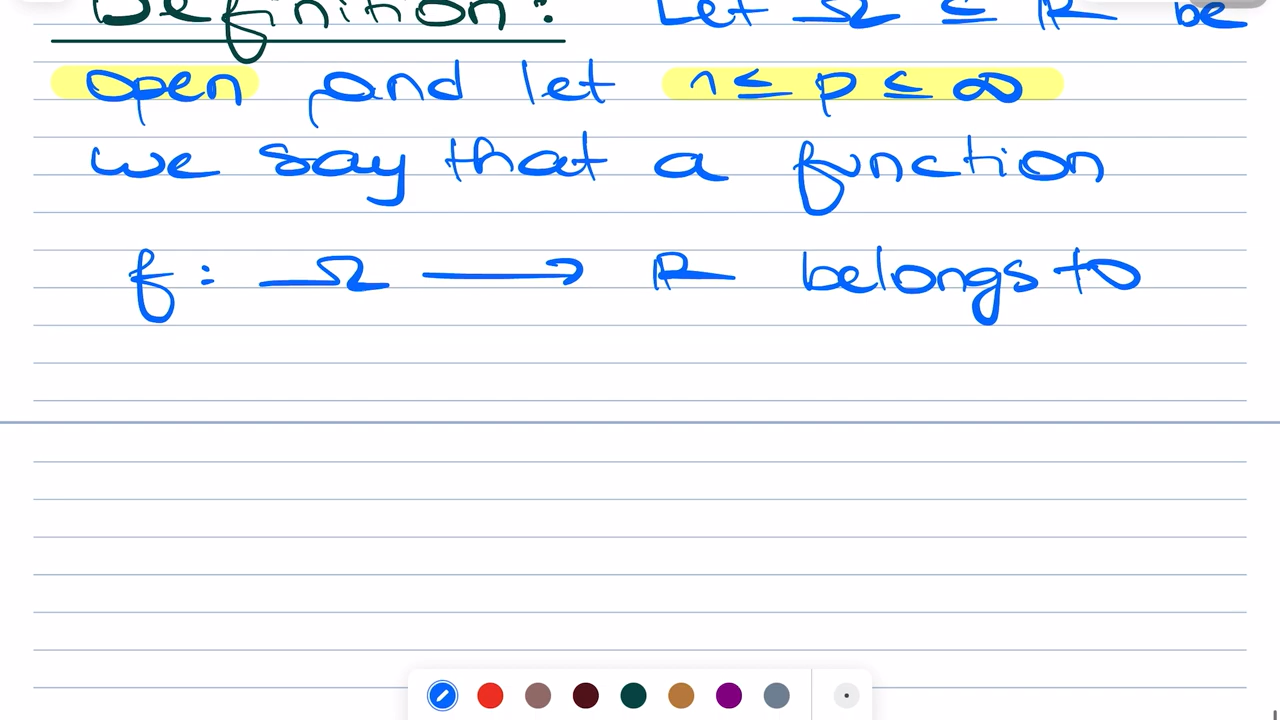 Definition: Let Ω ⊆ ℝ be
open and let 1 ≤ p ≤ ∞
we say that a function
f : Ω ⟶ ℝ belongs to